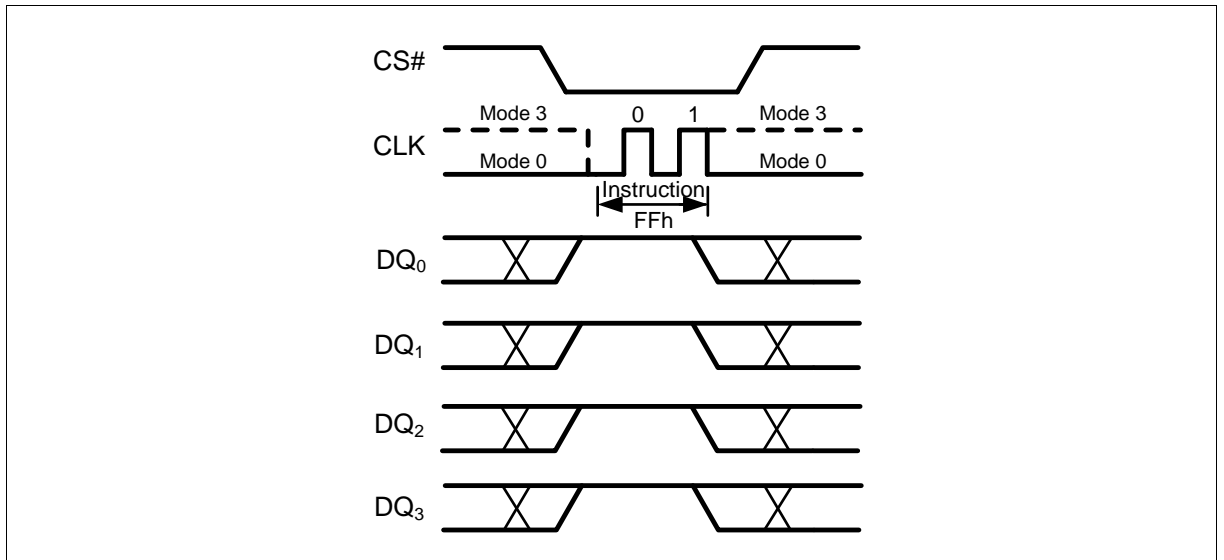 CS#
Mode 3 0 1 Mode 3
CLK
Mode 0 Mode 0
Instruction
FFh
DQ0
DQ1
DQ2
DQ3